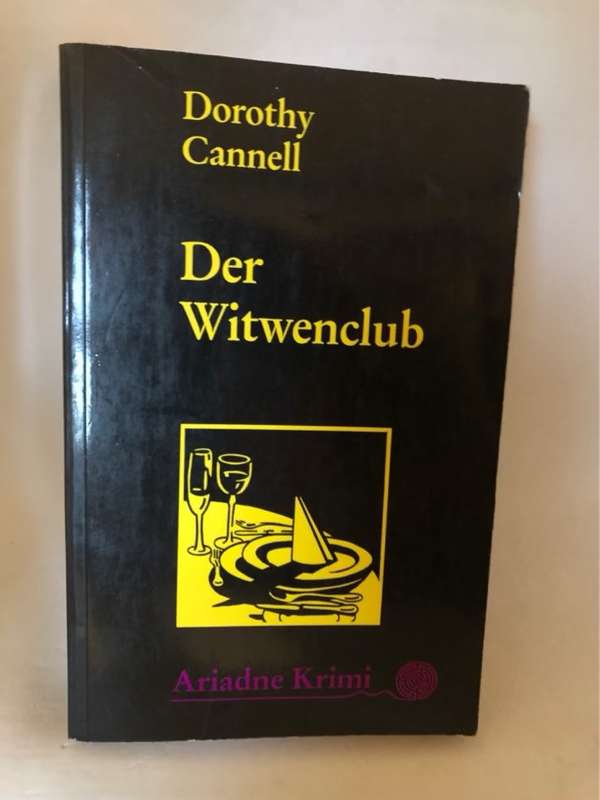 Dorothy
Cannell
Der
Witwenclub
Ariadne Krimi